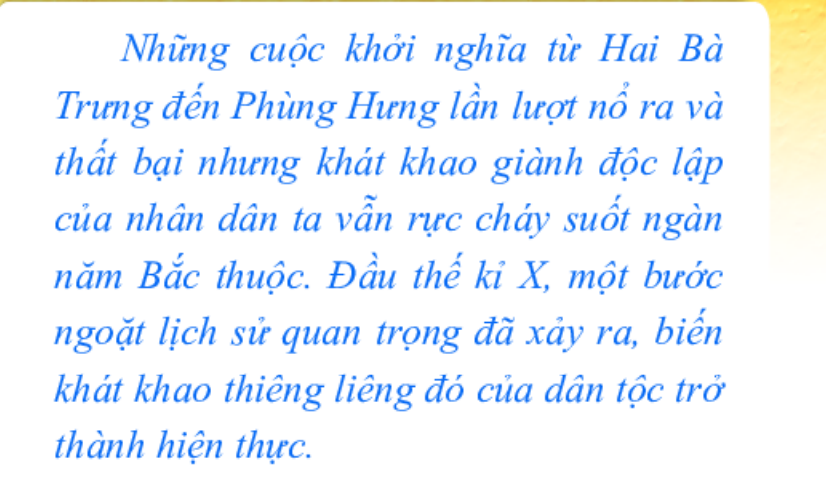 Những cuộc khởi nghĩa từ Hai Bà
Trưng đến Phùng Hưng lần lượt nổ ra và
thất bại nhưng khát khao giành độc lập
của nhân dân ta vẫn rực cháy suốt ngàn
năm Bắc thuộc. Đầu thế kỉ X, một bước
ngoặt lịch sử quan trọng đã xảy ra, biến
khát khao thiêng liêng đó của dân tộc trở
thành hiện thực.